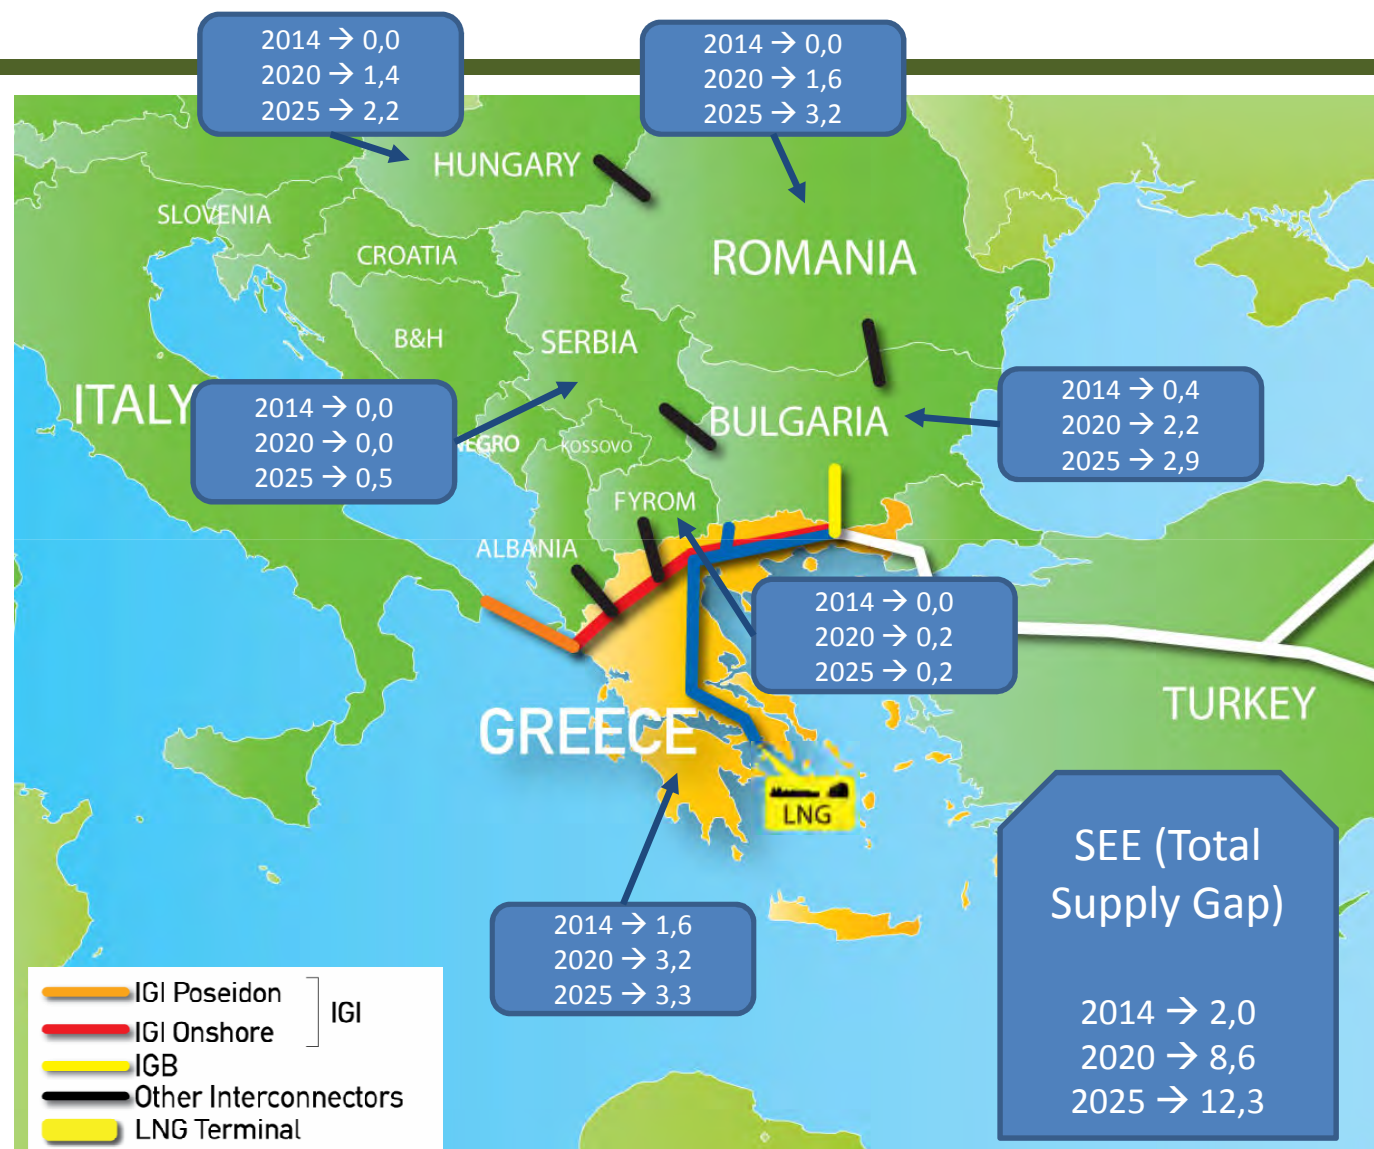 2014 → 0,0
2020 → 1,4
2025 → 2,2
2014 → 0,0
2020 → 1,6
2025 → 3,2
HUNGARY
SLOVENIA
CROATIA
ROMANIA
B&H
SERBIA
ITALY
2014 → 0,0
2020 → 0,0
2025 → 0,5
NEGRO
KOSSOVO
BULGARIA
2014 → 0,4
2020 → 2,2
2025 → 2,9
FYROM
ALBANIA
2014 → 0,0
2020 → 0,2
2025 → 0,2
GREECE
TURKEY
LNG
2014 → 1,6
2020 → 3,2
2025 → 3,3
SEE (Total
Supply Gap)
2014 → 2,0
2020 → 8,6
2025 → 12,3
IGI Poseidon
IGI Onshore
IGI
IGB
Other Interconnectors
LNG Terminal